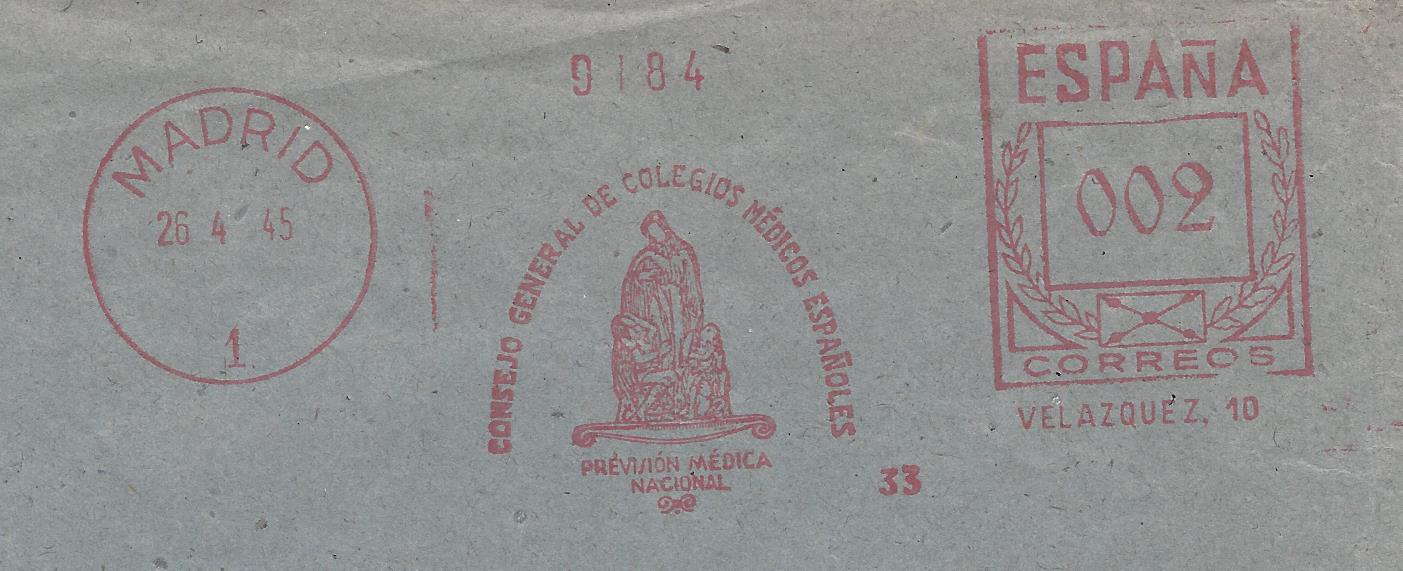 MADRID
26 4 45
1
9184
CONSEJO GENERAL DE COLEGIOS MÉDICOS ESPAÑOLES
PREVISIÓN MÉDICA
NACIONAL
33
ESPAÑA
002
CORREOS
VELAZQUEZ, 10